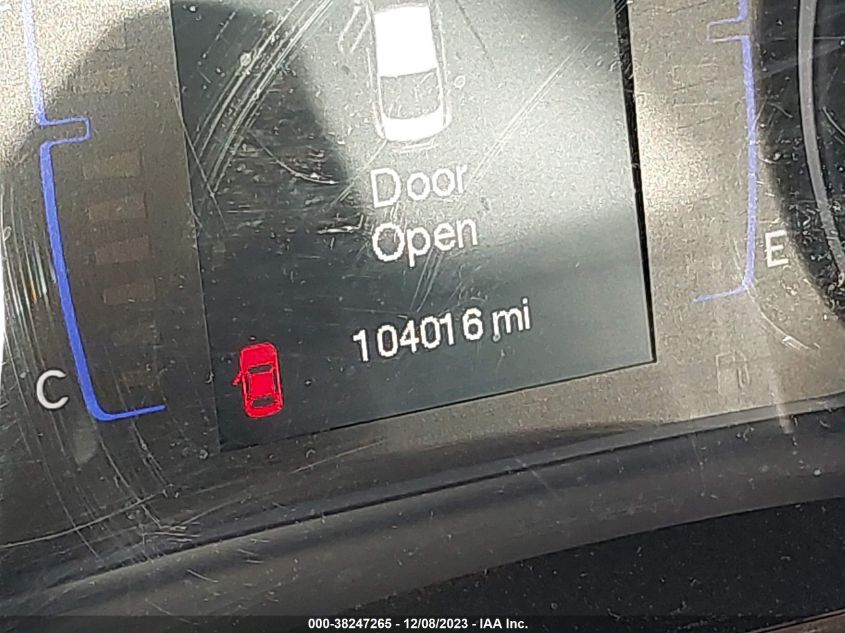 Door
Open
E
104016 mi
C
000-38247265 - 12/08/2023 - IAA Inc.